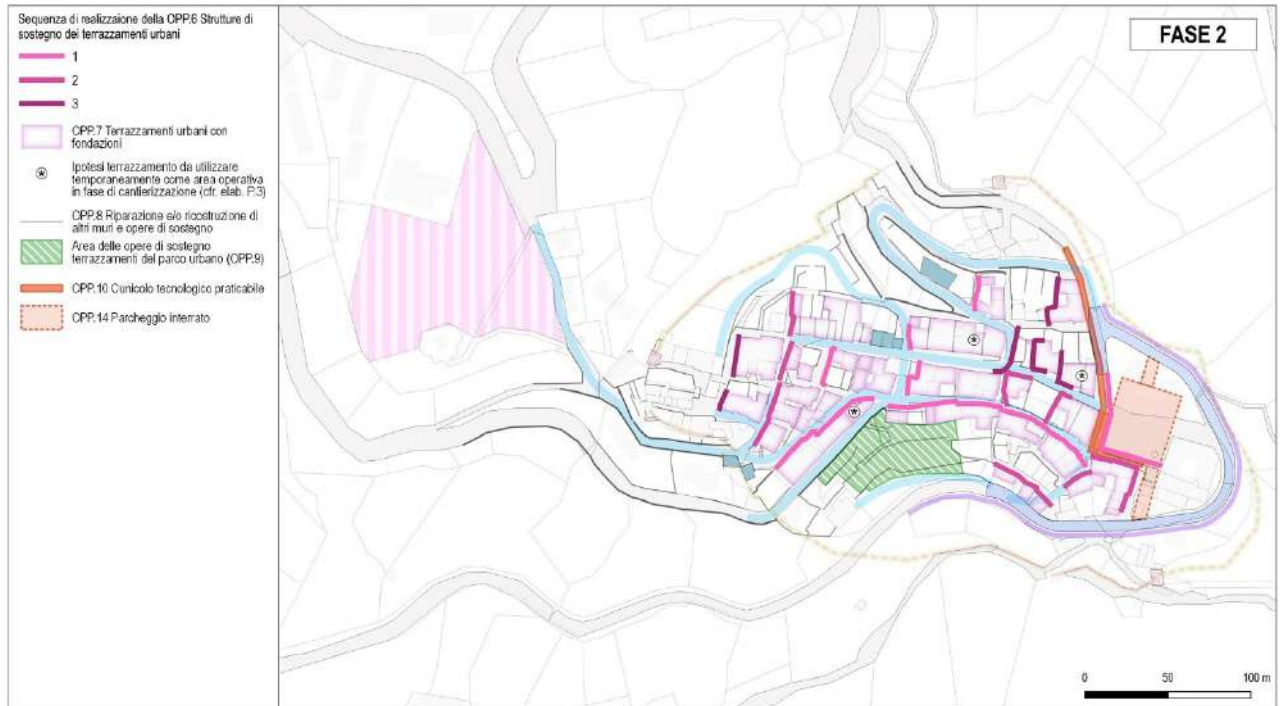 Sequenza di realizzaione della OPP.6 Strutture di
sostegno dei terrazzamenti urbani
1
2
3
OPP.7 Terrazzamenti urbani con
fondazioni
Ipotesi terrazzamento da utilizzare
temporaneamente come area operativa
in fase di cantierizzazione (cfr. elab. P.3)
OPP.8 Riparazione e/o ricostruzione di
altri muri e opere di sostegno
Area delle opere di sostegno
terrazzamenti del parco urbano (OPP.9)
OPP.10 Cunicolo tecnologico praticabile
OPP.14 Parcheggio interrato
FASE 2
0 50 100 m